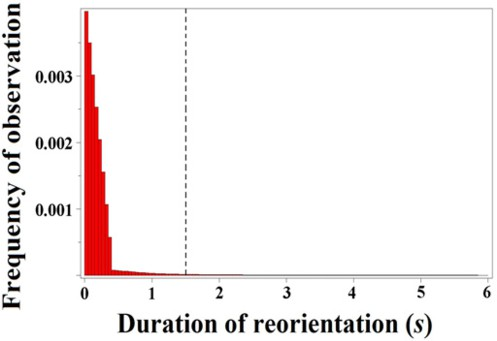 Frequency of observation
0.003
0.002
0.001
0 1 2 3 4 5 6
Duration of reorientation (s)